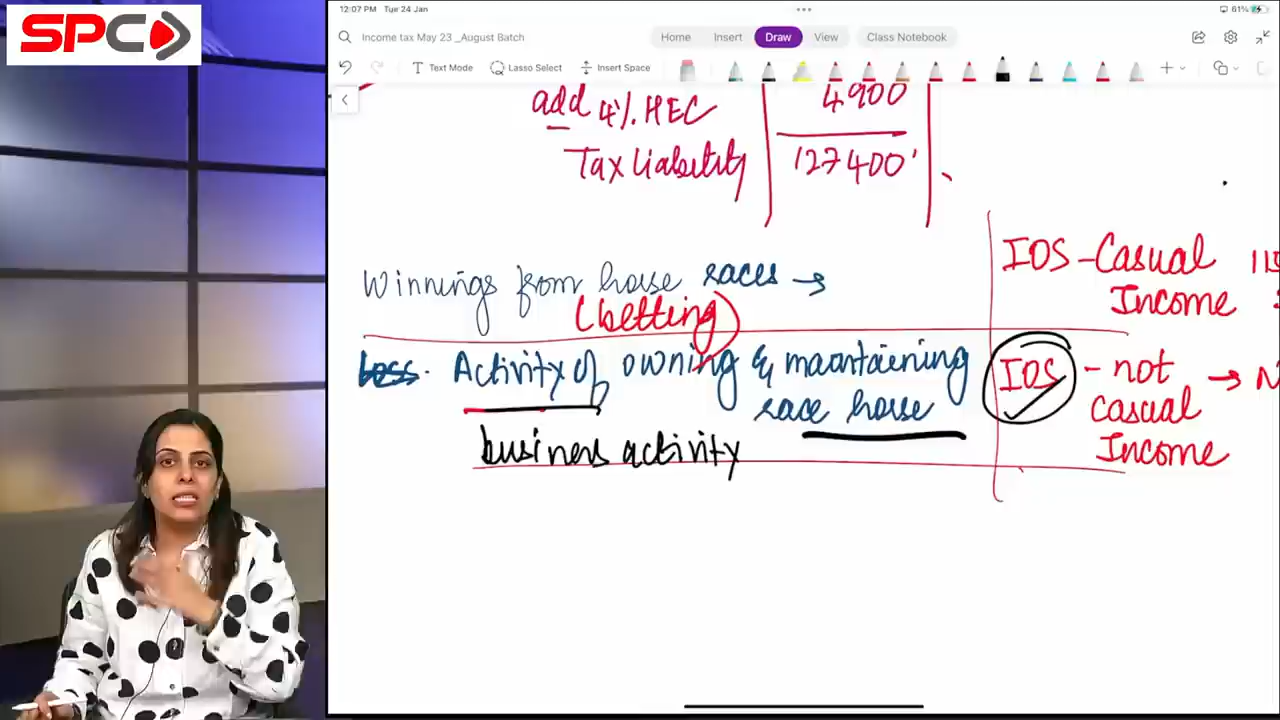 SPC
12:07 PM Tue 24 Jan
61%
Income tax May 23 _August Batch
Home Insert Draw View Class Notebook
Text Mode Lasso Select Insert Space
add 4% HEC 4900
Tax Liability 127400
Winnings from horse races →
(betting)
IOS - Casual
Income
Loss. Activity of owning & maintaining
race horse
business activity
IOS - not → N
casual
Income